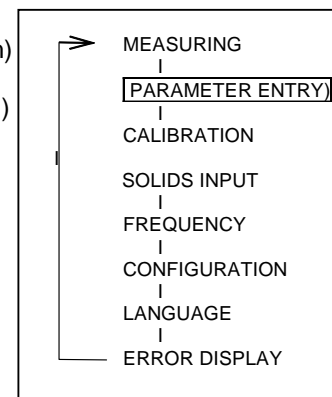 n)
MEASURING
PARAMETER ENTRY)
)
CALIBRATION
SOLIDS INPUT
FREQUENCY
CONFIGURATION
LANGUAGE
ERROR DISPLAY